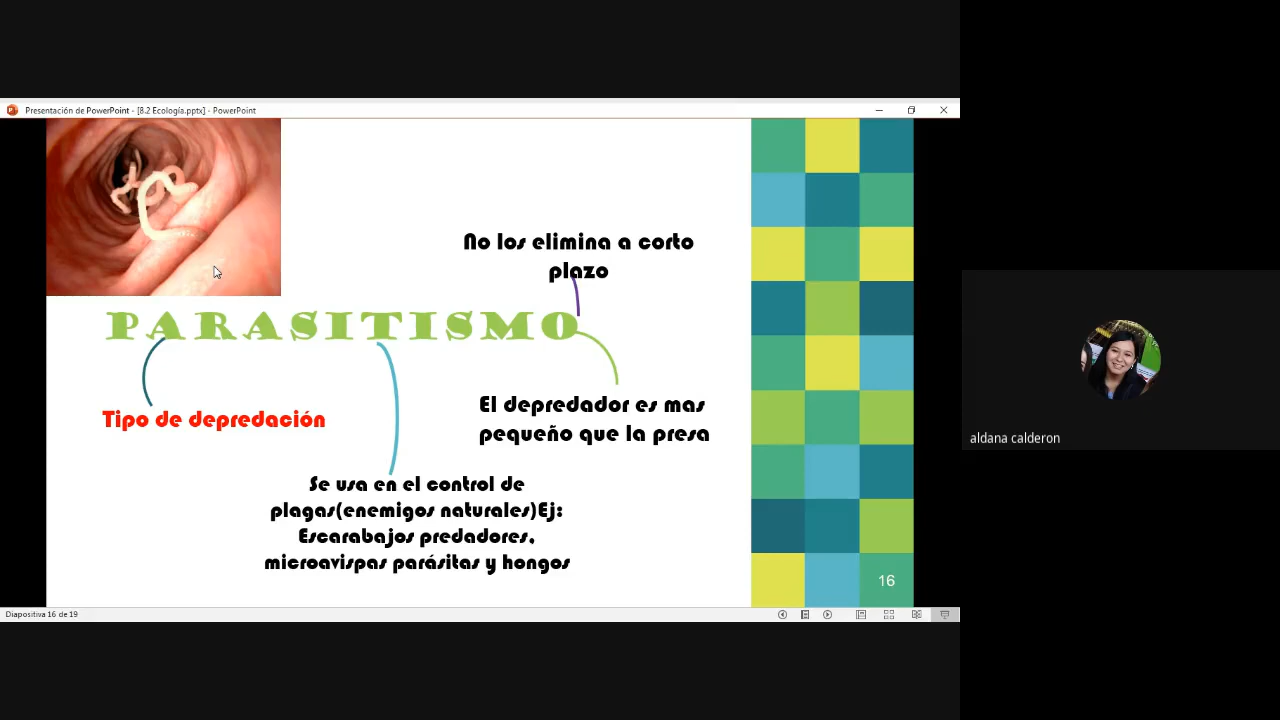 Presentación de PowerPoint - [8.2 Ecología.pptx] - PowerPoint
No los elimina a corto
plazo
PARASITISMO
Tipo de depredación
El depredador es mas
pequeño que la presa
Se usa en el control de
plagas(enemigos naturales)Ej:
Escarabajos predadores,
microavispas parásitas y hongos
16
Diapositiva 16 de 19
aldana calderon